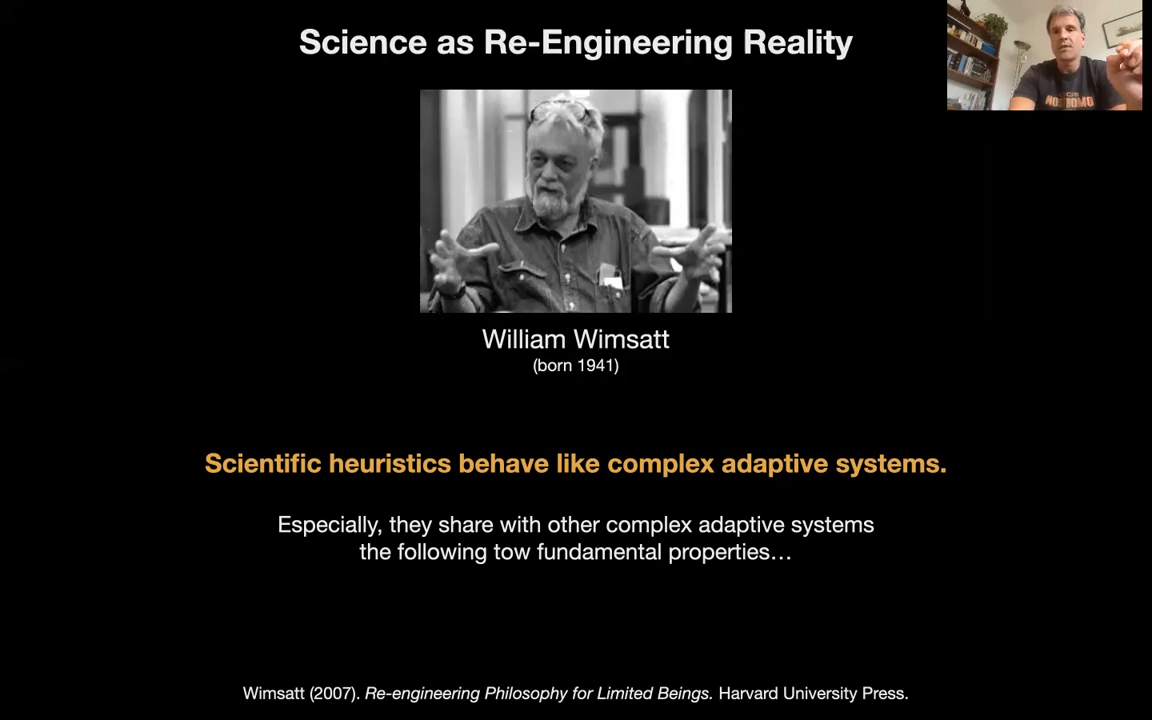 Science as Re-Engineering Reality
William Wimsatt
(born 1941)
Scientific heuristics behave like complex adaptive systems.
Especially, they share with other complex adaptive systems
the following tow fundamental properties…
Wimsatt (2007). Re-engineering Philosophy for Limited Beings. Harvard University Press.